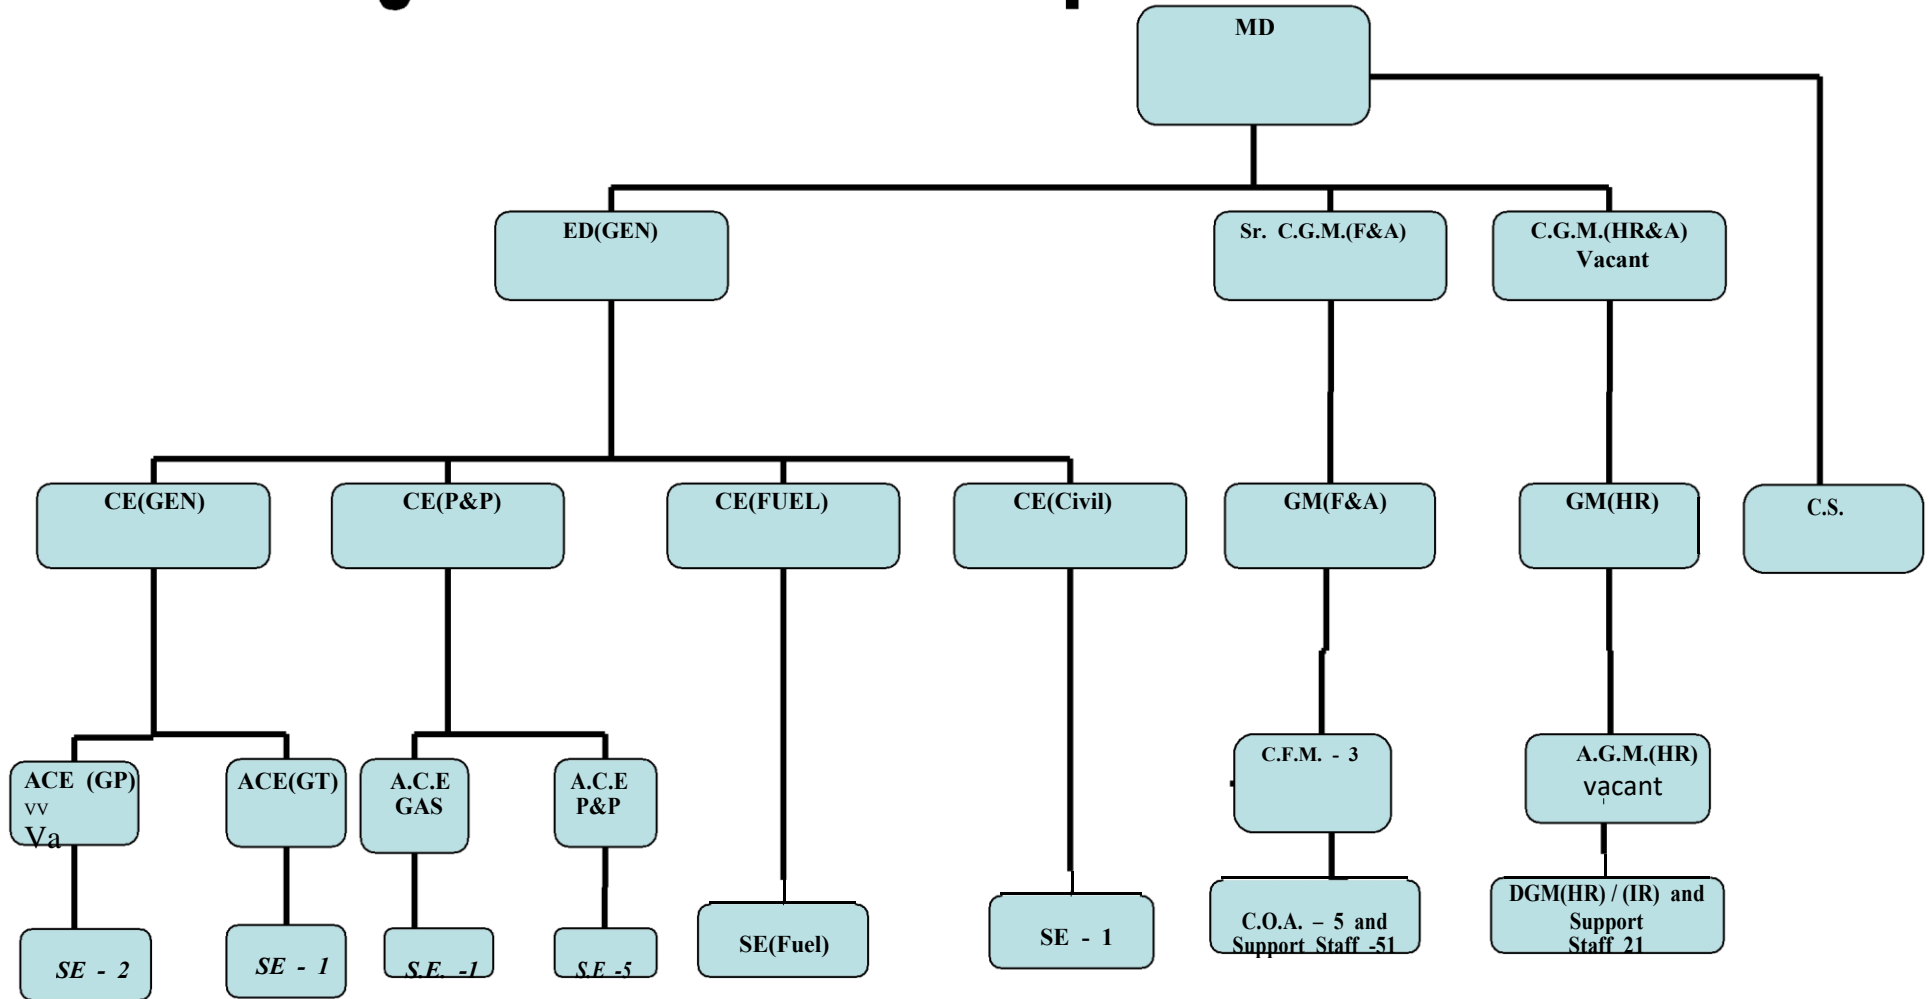 MD
ED(GEN)
Sr. C.G.M.(F&A)
C.G.M.(HR&A)
Vacant
CE(GEN)
CE(P&P)
CE(FUEL)
CE(Civil)
GM(F&A)
GM(HR)
C.S.
ACE (GP)
vv
Va
ACE(GT)
A.C.E
GAS
A.C.E
P&P
C.F.M. - 3
A.G.M.(HR)
vacant
SE - 2
SE - 1
S.E. -1
S.E -5
SE(Fuel)
SE - 1
C.O.A. – 5 and
Support Staff -51
DGM(HR) / (IR) and
Support
Staff 21